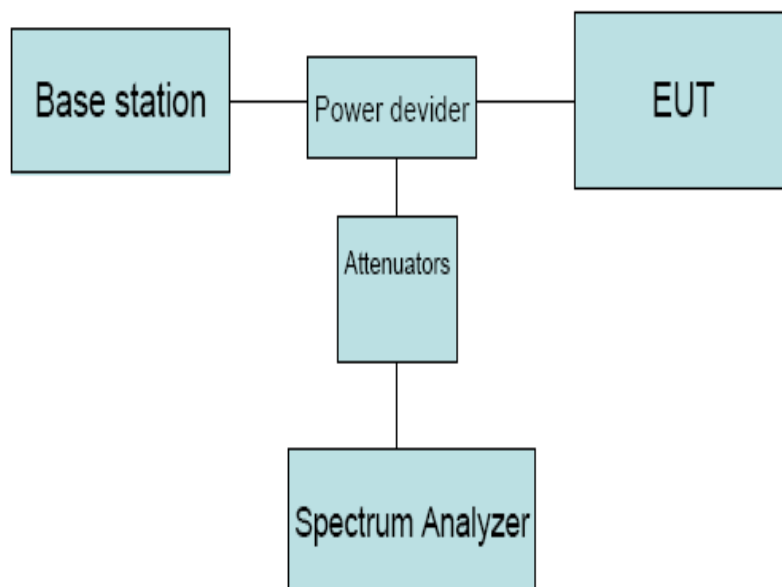 Base station
Power devider
EUT
Attenuators
Spectrum Analyzer